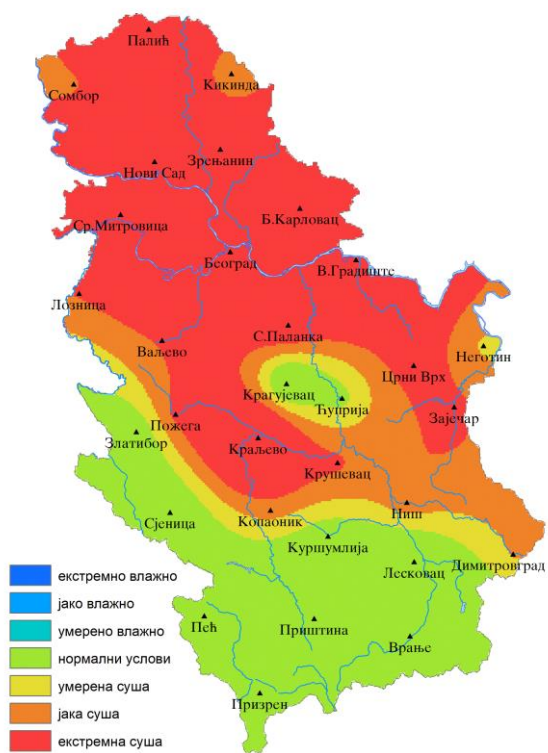 Палић
Кикинда
Сомбор
Зрењанин
Нови Сад
Б.Карловац
Ср.Митровица
Београд
В.Градиште
Лозница
С.Паланка
Ваљево
Неготин
Црни Врх
Крагујевац
Ћуприја
Зајечар
Пожега
Златибор
Краљево
Крушевац
Ниш
Копаоник
Сјеница
Куршумлија
Димитровград
Лесковац
Пећ
Приштина
Врање
Призрен
екстремно влажно
јако влажно
умерено влажно
нормални услови
умерена суша
јака суша
екстремна суша